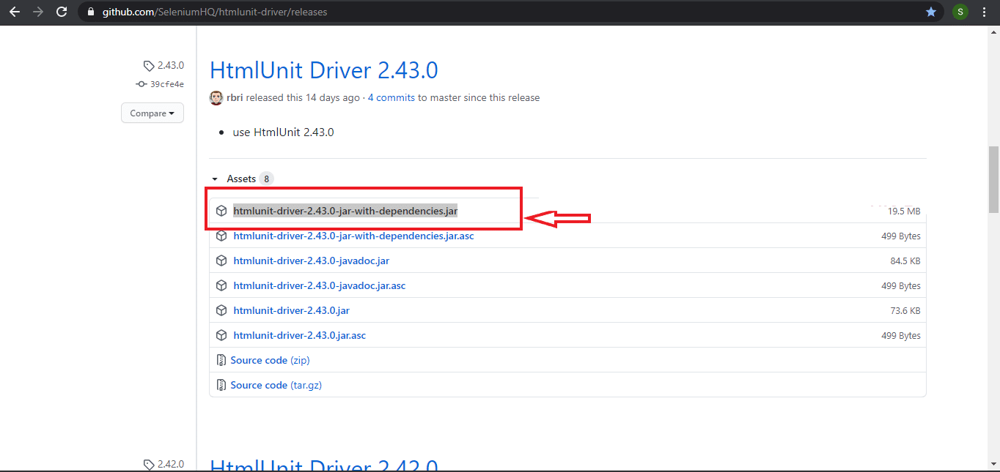 github.com/SeleniumHQ/htmlunit-driver/releases
S
2.43.0
39cfe4e
Compare
HtmlUnit Driver 2.43.0
rbri released this 14 days ago · 4 commits to master since this release
• use HtmlUnit 2.43.0
Assets 8
htmlunit-driver-2.43.0-jar-with-dependencies.jar 19.5 MB
htmlunit-driver-2.43.0-jar-with-dependencies.jar.asc 499 Bytes
htmlunit-driver-2.43.0-javadoc.jar 84.5 KB
htmlunit-driver-2.43.0-javadoc.jar.asc 499 Bytes
htmlunit-driver-2.43.0.jar 73.6 KB
htmlunit-driver-2.43.0.jar.asc 499 Bytes
Source code (zip)
Source code (tar.gz)
2.42.0
HtmlUnit Driver 2.42.0